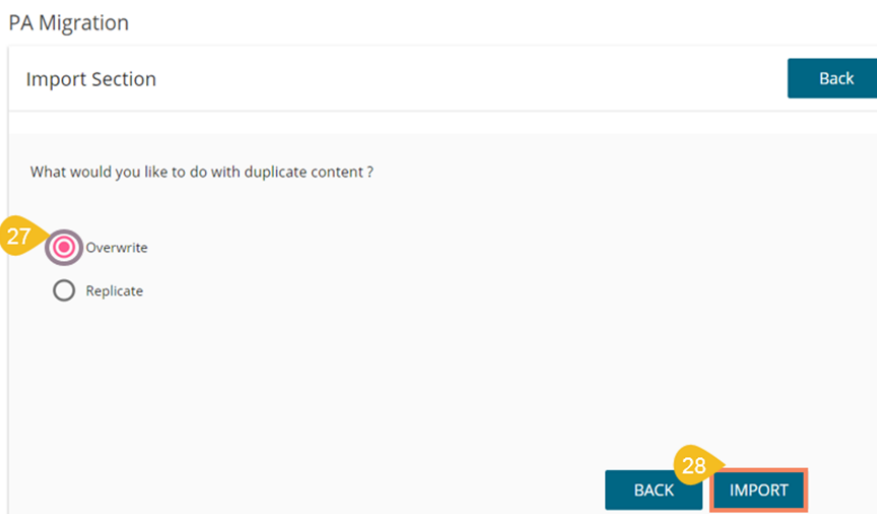 PA Migration
Import Section
Back
What would you like to do with duplicate content ?
27
Overwrite
Replicate
28
BACK
IMPORT